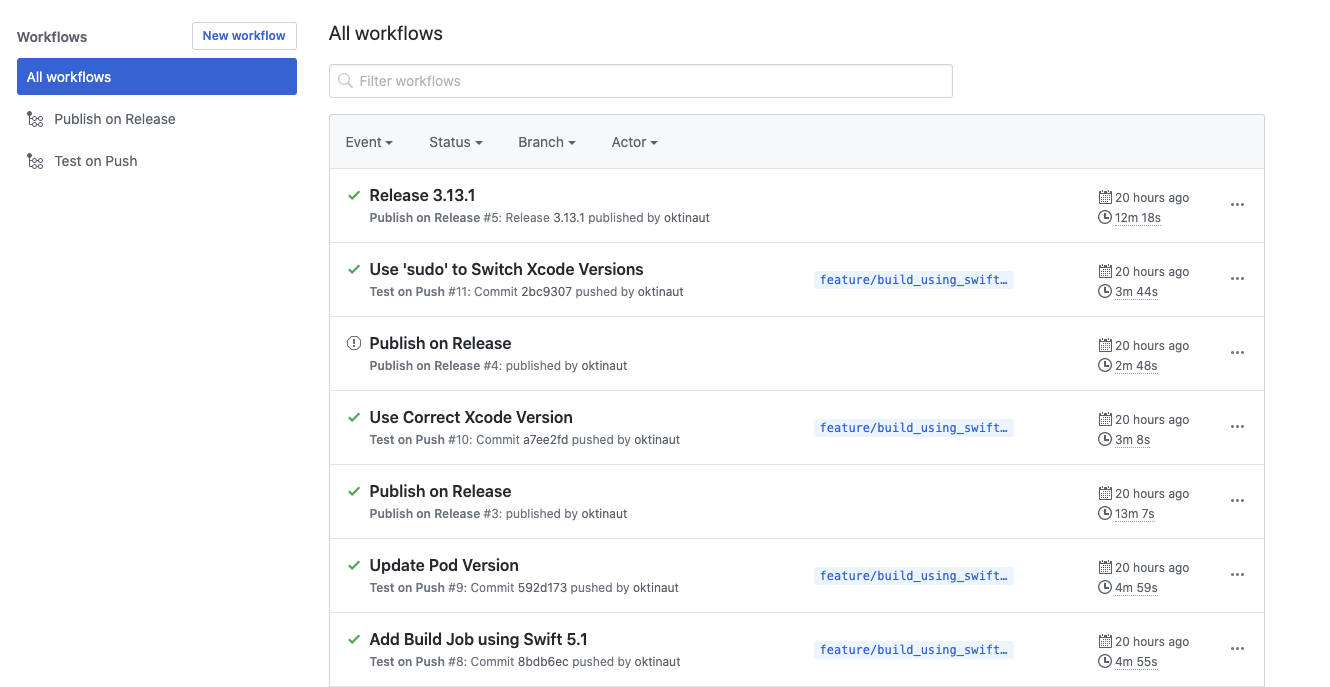 Workflows
New workflow
All workflows
Publish on Release
Test on Push
All workflows
Filter workflows
Event Status Branch Actor
Release 3.13.1
Publish on Release #5: Release 3.13.1 published by oktinaut
20 hours ago
12m 18s
Use 'sudo' to Switch Xcode Versions
Test on Push #11: Commit 2bc9307 pushed by oktinaut
feature/build_using_swift…
20 hours ago
3m 44s
Publish on Release
Publish on Release #4: published by oktinaut
20 hours ago
2m 48s
Use Correct Xcode Version
Test on Push #10: Commit a7ee2fd pushed by oktinaut
feature/build_using_swift…
20 hours ago
3m 8s
Publish on Release
Publish on Release #3: published by oktinaut
20 hours ago
13m 7s
Update Pod Version
Test on Push #9: Commit 592d173 pushed by oktinaut
feature/build_using_swift…
20 hours ago
4m 59s
Add Build Job using Swift 5.1
Test on Push #8: Commit 8bdb6ec pushed by oktinaut
feature/build_using_swift…
20 hours ago
4m 55s